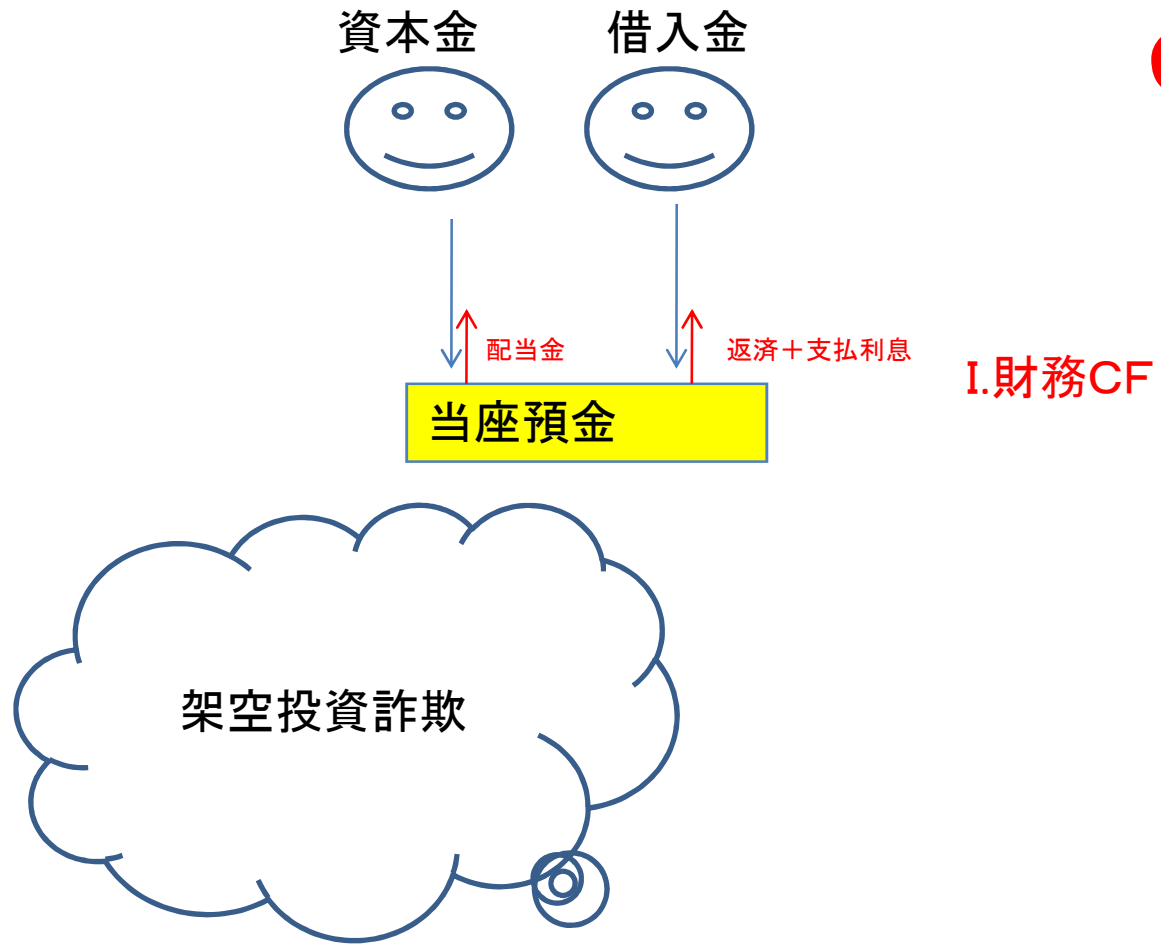 資本金
借入金
配当金
返済＋支払利息
I.財務CF
当座預金
架空投資詐欺